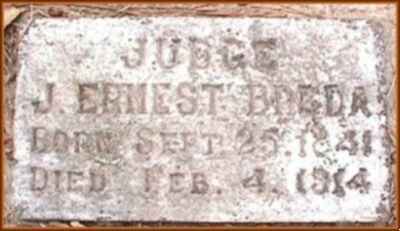 JUDGE
J. ERNEST BREDA
BORN SEPT. 25. 1841
DIED FEB. 4. 1914